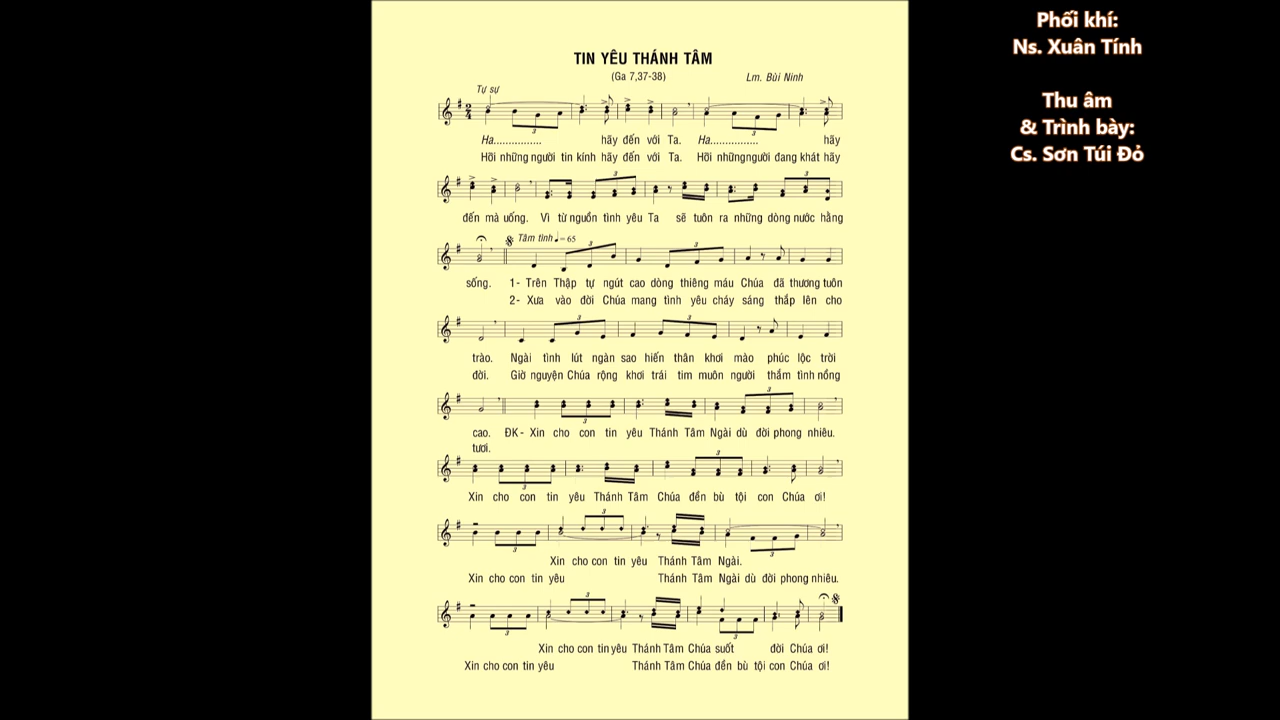 TIN YÊU THÁNH TÂM
(Ga 7,37-38)
Lm. Bùi Ninh
Tự sự
Ha................ hãy đến với Ta. Ha................ hãy
Hỡi những người tin kính hãy đến với Ta. Hỡi những người đang khát hãy
đến mà uống. Vì từ nguồn tình yêu Ta sẽ tuôn ra những dòng nước hằng
Tâm tình ♩= 65
sống. 1- Trên Thập tự ngút cao dòng thiêng máu Chúa đã thương tuôn
2- Xưa vào đời Chúa mang tình yêu cháy sáng thắp lên cho
trào. Ngài tình lút ngàn sao hiến thân khơi mào phúc lộc trời
đời. Giờ nguyện Chúa rộng khơi trái tim muôn người thắm tình nồng
cao. ĐK- Xin cho con tin yêu Thánh Tâm Ngài dù đời phong nhiêu.
tươi.
Xin cho con tin yêu Thánh Tâm Chúa đền bù tội con Chúa ơi!
Xin cho con tin yêu Thánh Tâm Ngài.
Xin cho con tin yêu Thánh Tâm Ngài dù đời phong nhiêu.
Xin cho con tin yêu Thánh Tâm Chúa suốt đời Chúa ơi!
Xin cho con tin yêu Thánh Tâm Chúa đền bù tội con Chúa ơi!
Phối khí:
Ns. Xuân Tính
Thu âm
& Trình bày:
Cs. Sơn Túi Đỏ